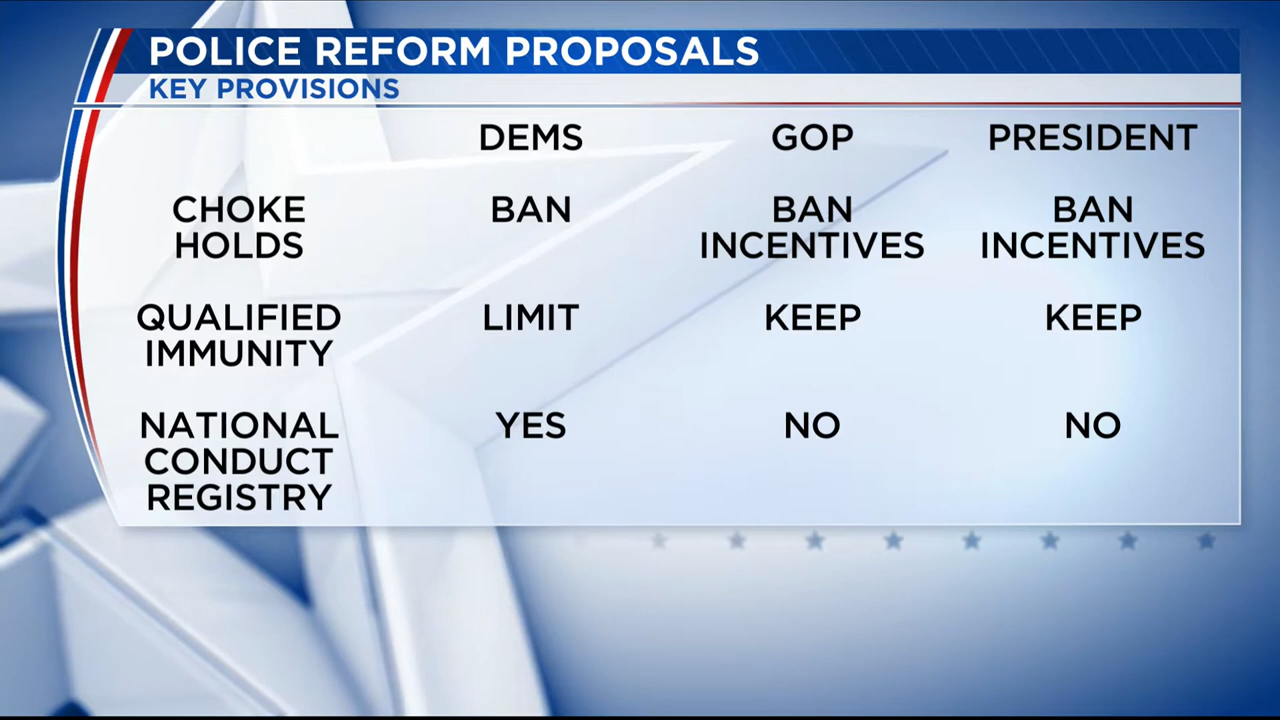 POLICE REFORM PROPOSALS
KEY PROVISIONS
DEMS GOP PRESIDENT
CHOKE HOLDS BAN BAN INCENTIVES BAN INCENTIVES
QUALIFIED IMMUNITY LIMIT KEEP KEEP
NATIONAL CONDUCT REGISTRY YES NO NO